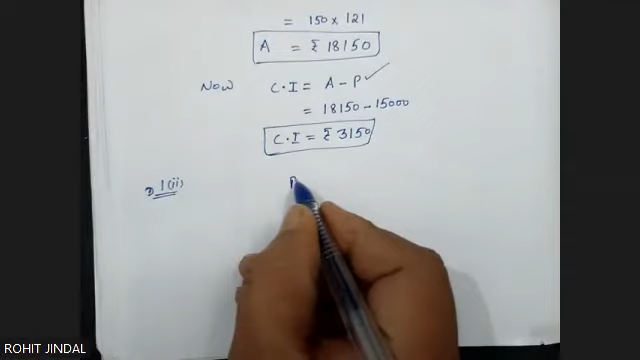 = 150 x 121
A = ₹ 18150
Now C.I = A - P ✓
= 18150 - 15000
C.I = ₹ 3150
1(ii)
ROHIT JINDAL